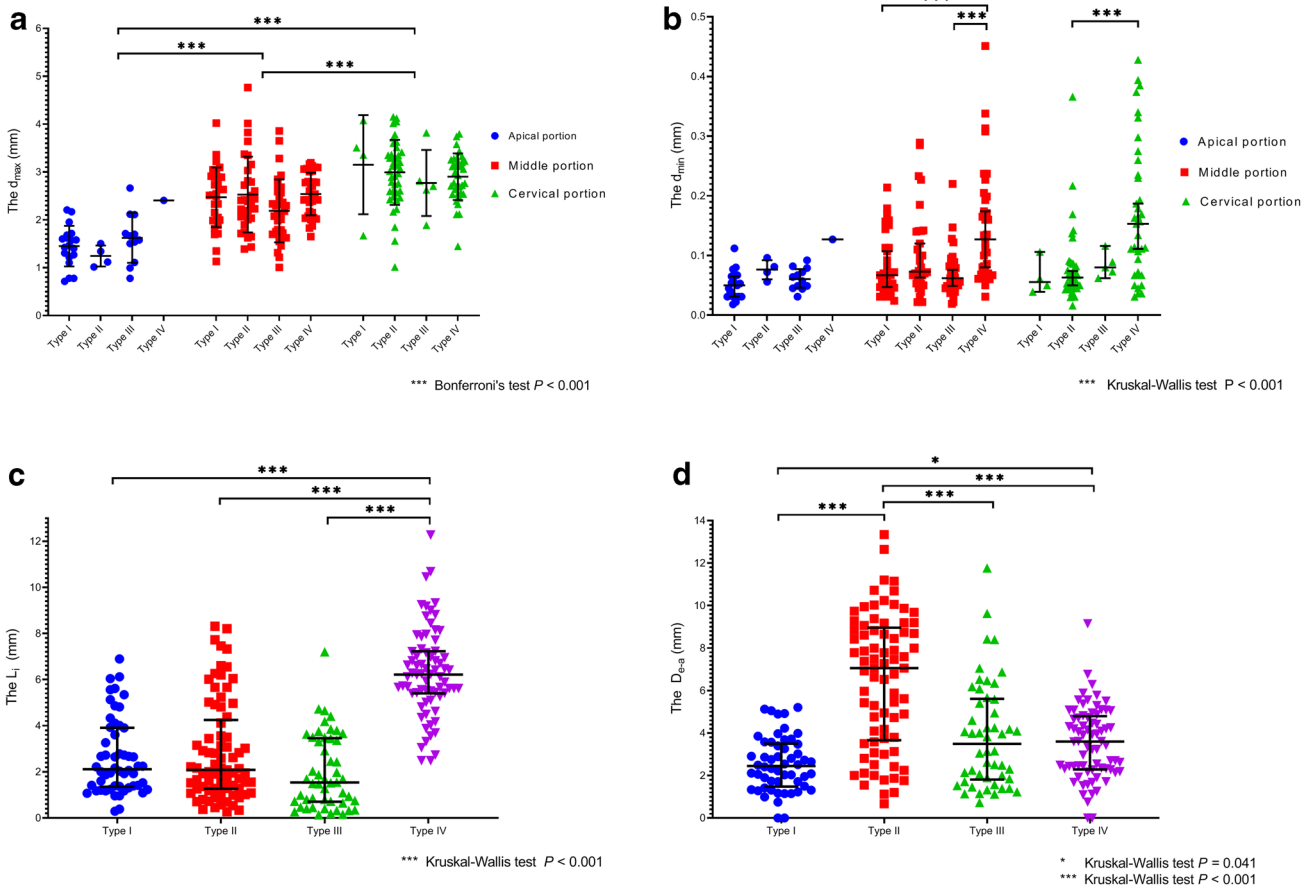 a
The d_max (mm)
6
5
4
3
2
1
0
***
***
***
Type I
Type II
Type III
Type IV
Type I
Type II
Type III
Type IV
Type I
Type II
Type III
Type IV
Apical portion
Middle portion
Cervical portion
*** Bonferroni's test P < 0.001
b
The d_min (mm)
0.5
0.4
0.3
0.2
0.1
0.0
***
***
Type I
Type II
Type III
Type IV
Type I
Type II
Type III
Type IV
Type I
Type II
Type III
Type IV
Apical portion
Middle portion
Cervical portion
*** Kruskal-Wallis test P < 0.001
c
The L_i (mm)
12
10
8
6
4
2
0
***
***
***
Type I
Type II
Type III
Type IV
*** Kruskal-Wallis test P < 0.001
d
The D_e-a (mm)
14
12
10
8
6
4
2
0
*
***
***
***
Type I
Type II
Type III
Type IV
* Kruskal-Wallis test P = 0.041
*** Kruskal-Wallis test P < 0.001